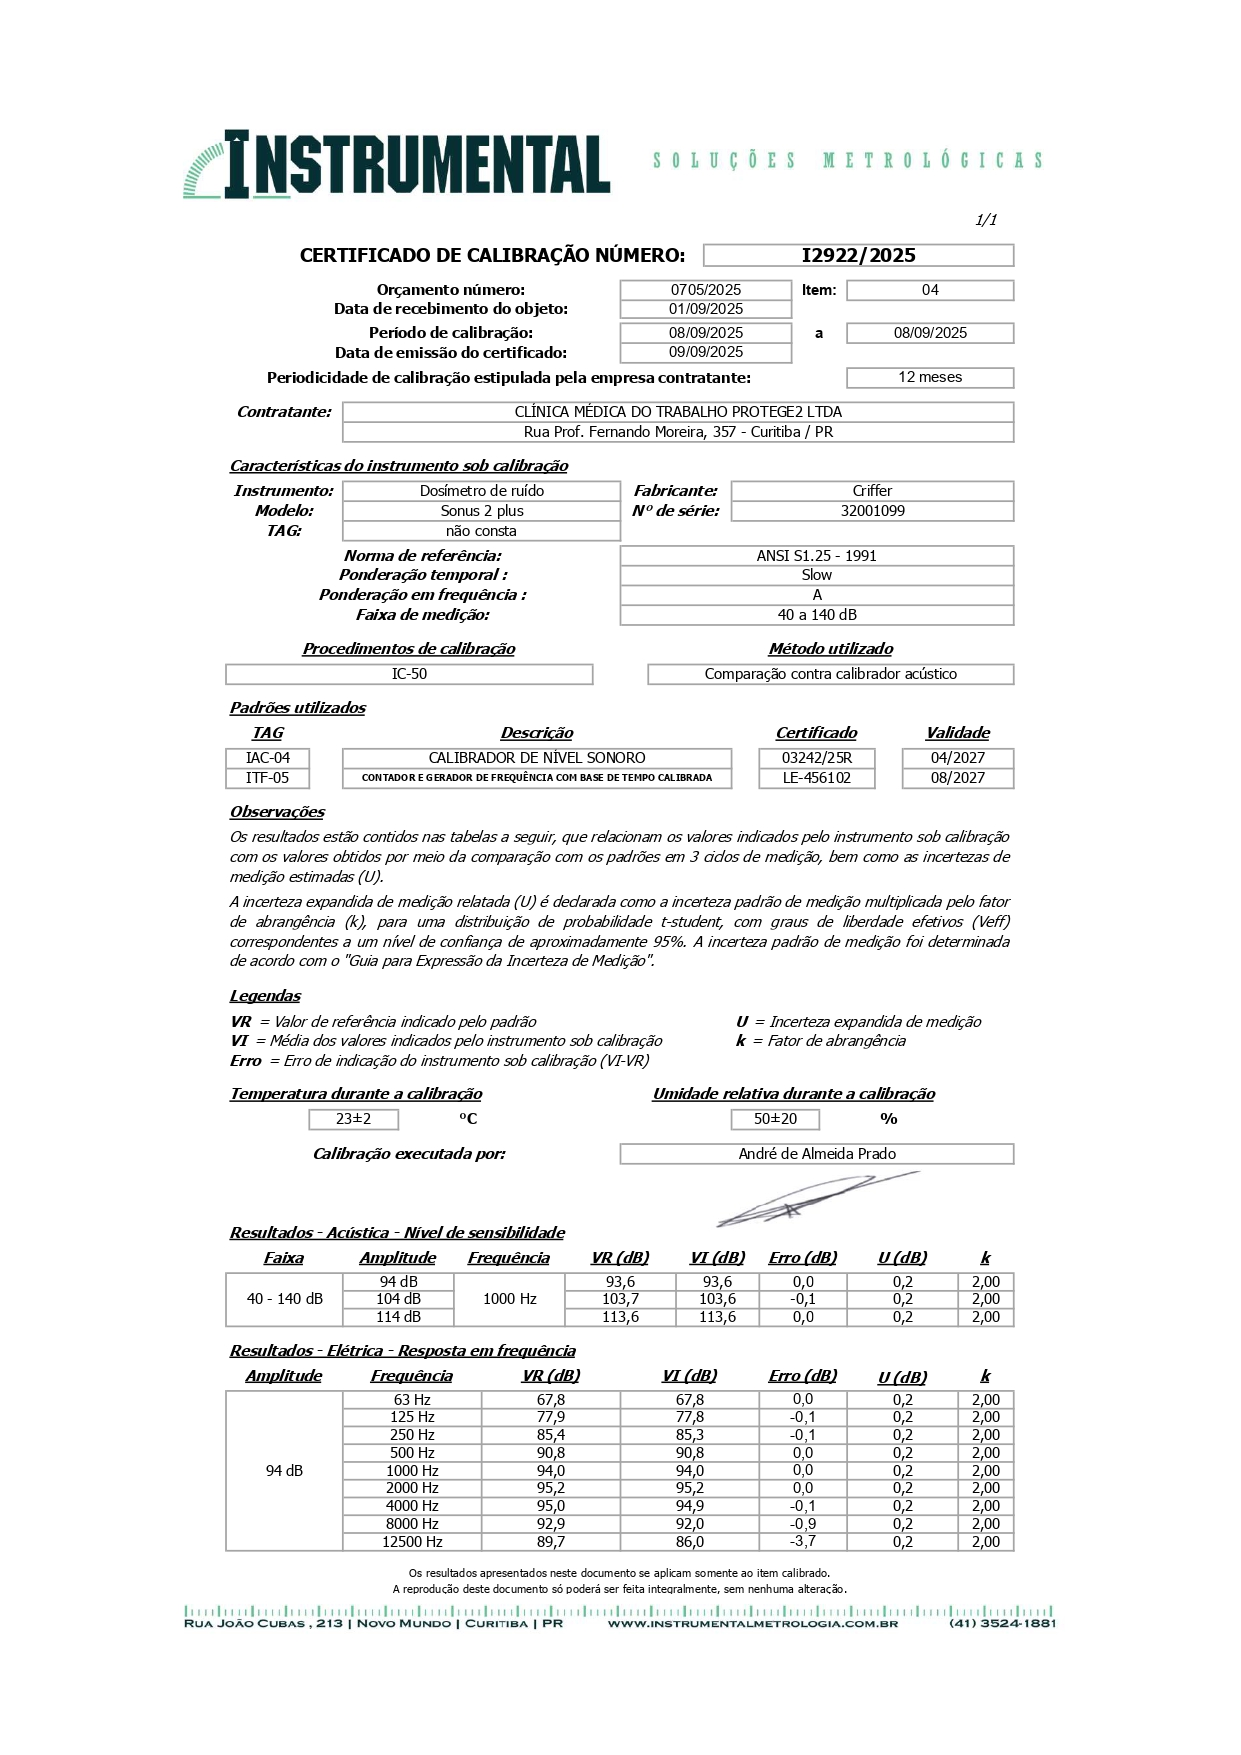 INSTRUMENTAL SOLUÇÕES METROLÓGICAS
1/1
CERTIFICADO DE CALIBRAÇÃO NÚMERO: I2922/2025
Orçamento número: 0705/2025 Item: 04
Data de recebimento do objeto: 01/09/2025
Período de calibração: 08/09/2025 a 08/09/2025
Data de emissão do certificado: 09/09/2025
Periodicidade de calibração estipulada pela empresa contratante: 12 meses
Contratante: CLÍNICA MÉDICA DO TRABALHO PROTEGE2 LTDA
Rua Prof. Fernando Moreira, 357 - Curitiba / PR
Características do instrumento sob calibração
Instrumento: Dosímetro de ruído Fabricante: Criffer
Modelo: Sonus 2 plus Nº de série: 32001099
TAG: não consta
Norma de referência: ANSI S1.25 - 1991
Ponderação temporal : Slow
Ponderação em frequência : A
Faixa de medição: 40 a 140 dB
Procedimentos de calibração Método utilizado
IC-50 Comparação contra calibrador acústico
Padrões utilizados
TAG Descrição Certificado Validade
IAC-04 CALIBRADOR DE NÍVEL SONORO 03242/25R 04/2027
ITF-05 CONTADOR E GERADOR DE FREQUÊNCIA COM BASE DE TEMPO CALIBRADA LE-456102 08/2027
Observações
Os resultados estão contidos nas tabelas a seguir, que relacionam os valores indicados pelo instrumento sob calibração
com os valores obtidos por meio da comparação com os padrões em 3 ciclos de medição, bem como as incertezas de
medição estimadas (U).
A incerteza expandida de medição relatada (U) é declarada como a incerteza padrão de medição multiplicada pelo fator
de abrangência (k), para uma distribuição de probabilidade t-student, com graus de liberdade efetivos (Veff)
correspondentes a um nível de confiança de aproximadamente 95%. A incerteza padrão de medição foi determinada
de acordo com o "Guia para Expressão da Incerteza de Medição".
Legendas
VR = Valor de referência indicado pelo padrão U = Incerteza expandida de medição
VI = Média dos valores indicados pelo instrumento sob calibração k = Fator de abrangência
Erro = Erro de indicação do instrumento sob calibração (VI-VR)
Temperatura durante a calibração Umidade relativa durante a calibração
23±2 ºC 50±20 %
Calibração executada por: André de Almeida Prado
Resultados - Acústica - Nível de sensibilidade
Faixa Amplitude Frequência VR (dB) VI (dB) Erro (dB) U (dB) k
94 dB 93,6 93,6 0,0 0,2 2,00
40 - 140 dB 104 dB 1000 Hz 103,7 103,6 -0,1 0,2 2,00
114 dB 113,6 113,6 0,0 0,2 2,00
Resultados - Elétrica - Resposta em frequência
Amplitude Frequência VR (dB) VI (dB) Erro (dB) U (dB) k
63 Hz 67,8 67,8 0,0 0,2 2,00
125 Hz 77,9 77,8 -0,1 0,2 2,00
250 Hz 85,4 85,3 -0,1 0,2 2,00
500 Hz 90,8 90,8 0,0 0,2 2,00
94 dB 1000 Hz 94,0 94,0 0,0 0,2 2,00
2000 Hz 95,2 95,2 0,0 0,2 2,00
4000 Hz 95,0 94,9 -0,1 0,2 2,00
8000 Hz 92,9 92,0 -0,9 0,2 2,00
12500 Hz 89,7 86,0 -3,7 0,2 2,00
Os resultados apresentados neste documento se aplicam somente ao item calibrado.
A reprodução deste documento só poderá ser feita integralmente, sem nenhuma alteração.
RUA JOÃO CUBAS , 213 | NOVO MUNDO | CURITIBA | PR WWW.INSTRUMENTALMETROLOGIA.COM.BR (41) 3524-1881